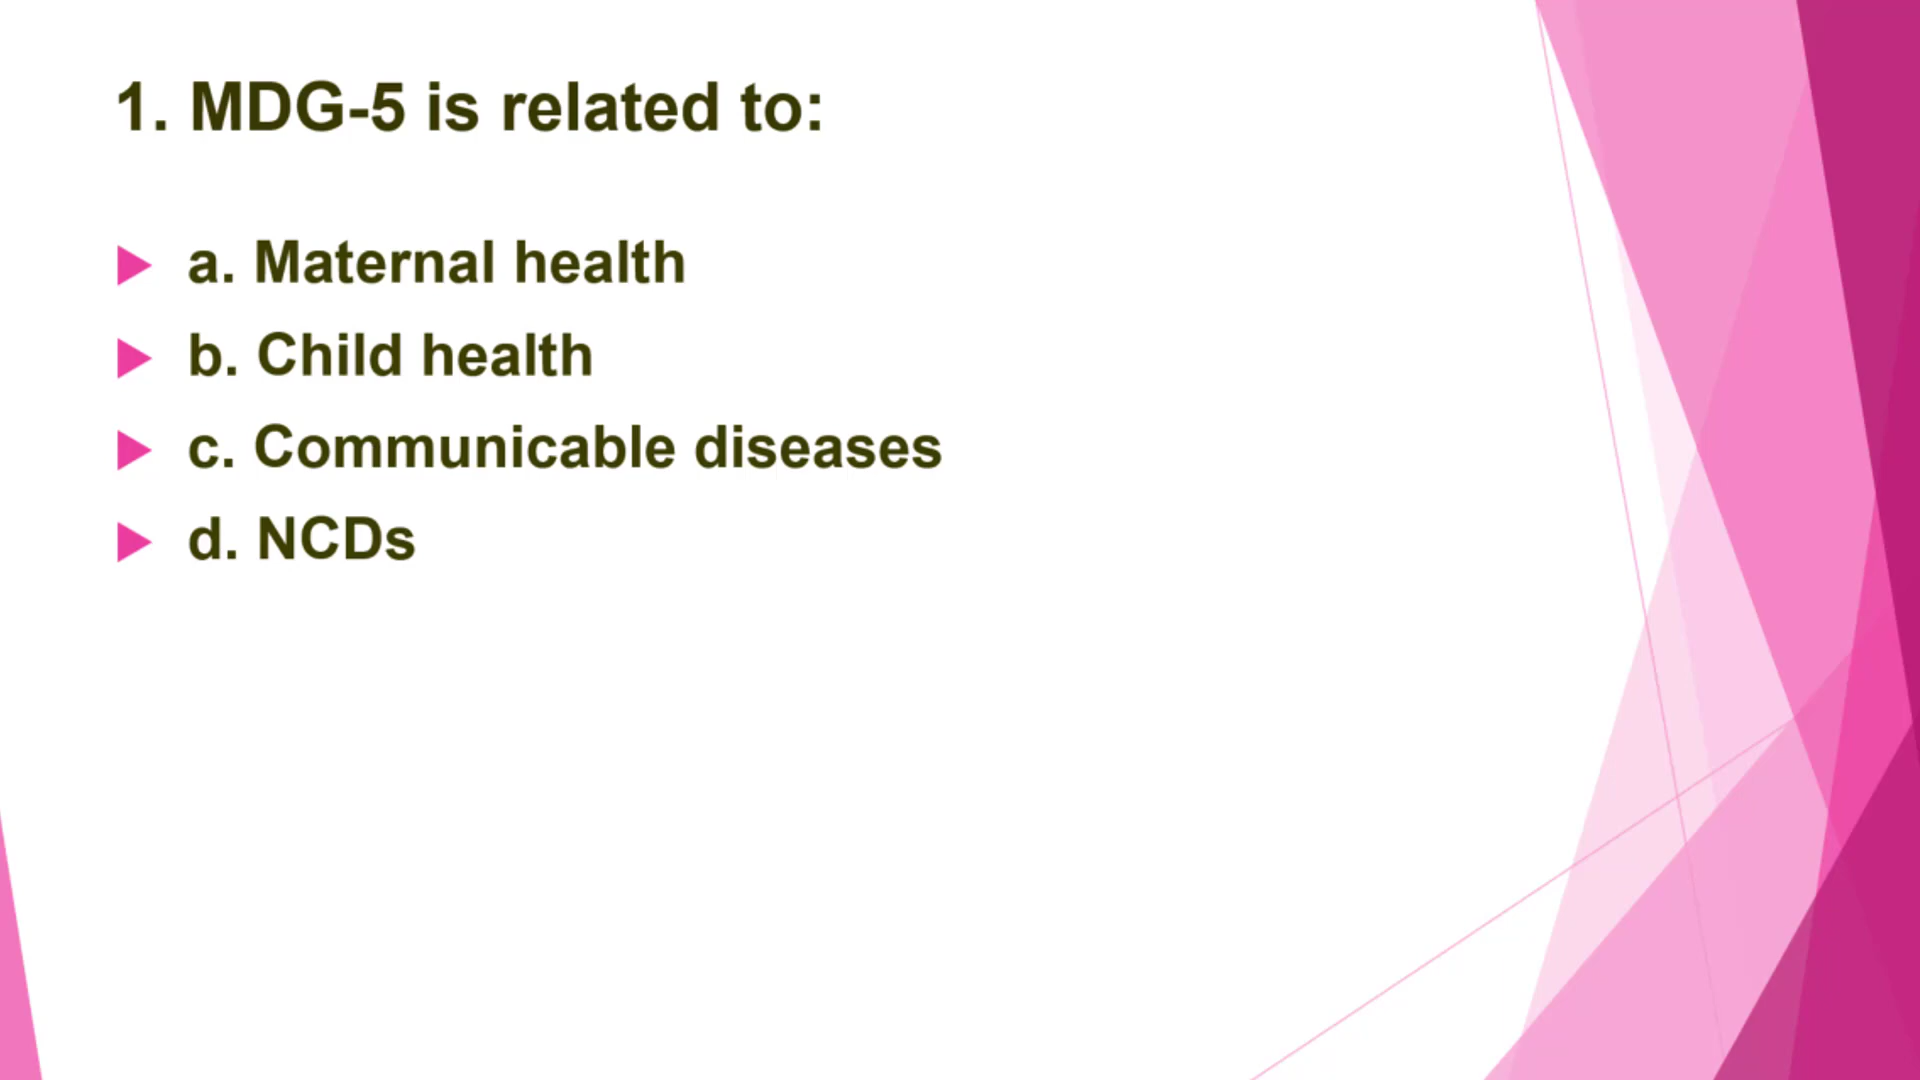 1. MDG-5 is related to:
a. Maternal health
b. Child health
c. Communicable diseases
d. NCDs